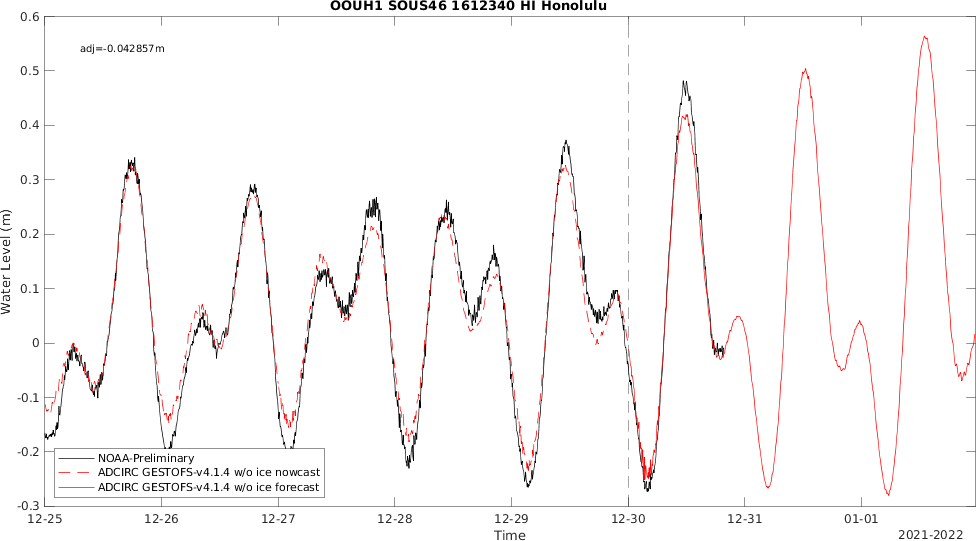 OOUH1 SOUS46 1612340 HI Honolulu
adj=-0.042857m
0.6
0.5
0.4
0.3
0.2
0.1
0
-0.1
-0.2
-0.3
Water Level (m)
NOAA-Preliminary
ADCIRC GESTOFS-v4.1.4 w/o ice nowcast
ADCIRC GESTOFS-v4.1.4 w/o ice forecast
12-25 12-26 12-27 12-28 12-29 12-30 12-31 01-01
Time
2021-2022